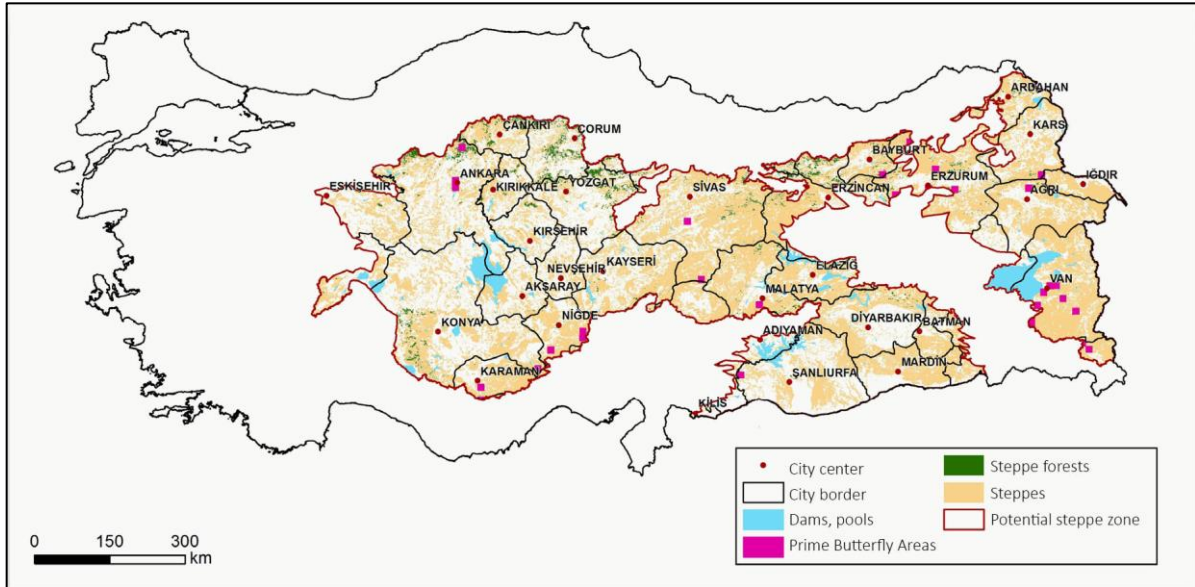 ARDAHAN
KARS
ÇANKIRI
ÇORUM
BAYBURT
ANKARA
ERZURUM
IĞDIR
ESKİŞEHİR
KIRIKKALE
YOZGAT
SİVAS
ERZİNCAN
AĞRI
KIRŞEHİR
NEVŞEHİR
KAYSERİ
ELAZIĞ
VAN
AKSARAY
MALATYA
KONYA
NİĞDE
ADIYAMAN
DİYARBAKIR
BATMAN
KARAMAN
ŞANLIURFA
MARDİN
KİLİS
City center
City border
Dams, pools
Prime Butterfly Areas
Steppe forests
Steppes
Potential steppe zone
0 150 300
km